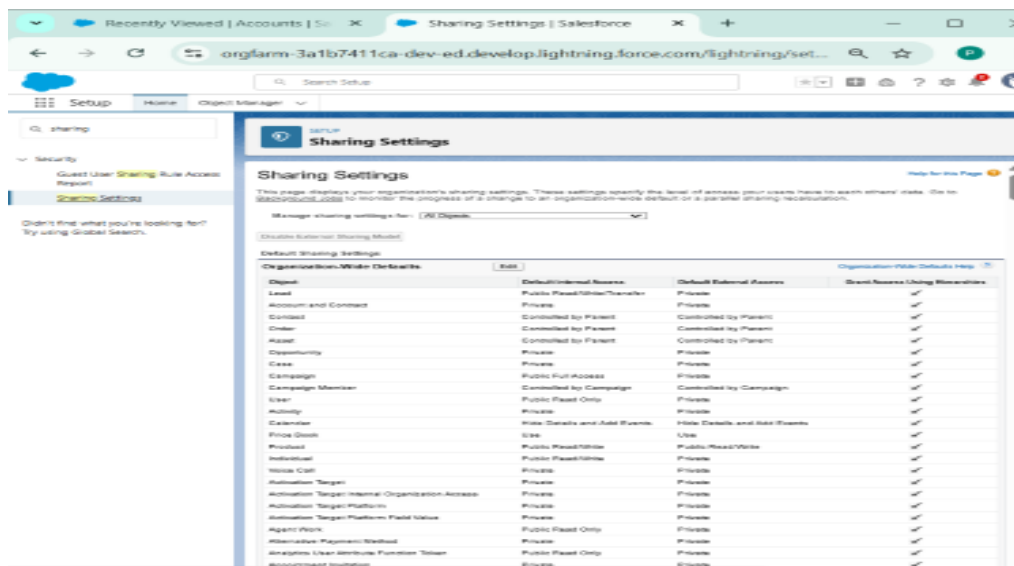 Recently Viewed | Accounts | Sa
Sharing Settings | Salesforce
orgfarm-3a1b7411ca-dev-ed.develop.lightning.force.com/lightning/set...
P
Search Setup
Setup Home Object Manager
sharing
Security
Guest User Sharing Rule Access
Report
Sharing Settings
Didn't find what you're looking for?
Try using Global Search.
SETUP
Sharing Settings
Sharing Settings
Help for this Page
This page displays your organization's sharing settings. These settings specify the level of access your users have to each others' data. Go to
Background Jobs to monitor the progress of a change to an organization-wide default or a parallel sharing recalculation.
Manage sharing settings for: All Objects
Disable External Sharing Model
Default Sharing Settings
Organization-Wide Defaults Edit Organization-Wide Defaults Help ?
Object Default Internal Access Default External Access Grant Access Using Hierarchies
Lead Public Read/Write/Transfer Private
Account and Contract Private Private
Contact Controlled by Parent Controlled by Parent
Order Controlled by Parent Controlled by Parent
Asset Controlled by Parent Controlled by Parent
Opportunity Private Private
Case Private Private
Campaign Public Full Access Private
Campaign Member Controlled by Campaign Controlled by Campaign
User Public Read Only Private
Activity Private Private
Calendar Hide Details and Add Events Hide Details and Add Events
Price Book Use Use
Product Public Read/Write Public Read/Write
Individual Public Read/Write Private
Voice Call Private Private
Activation Target Private Private
Activation Target Internal Organization Access Private Private
Activation Target Platform Private Private
Activation Target Platform Field Value Private Private
Agent Work Public Read Only Private
Alternative Payment Method Private Private
Analytics User Attribute Function Token Public Read Only Private
Appointment Invitation Private Private